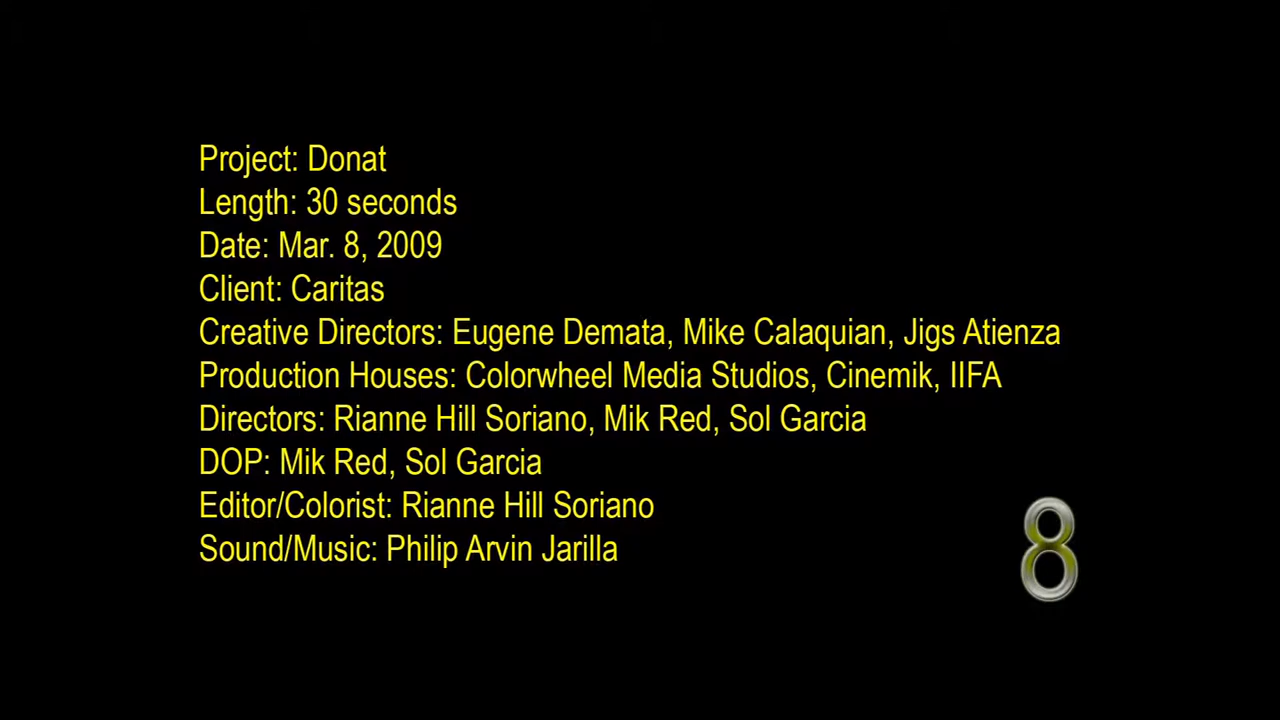 Project: Donat
Length: 30 seconds
Date: Mar. 8, 2009
Client: Caritas
Creative Directors: Eugene Demata, Mike Calaquian, Jigs Atienza
Production Houses: Colorwheel Media Studios, Cinemik, IIFA
Directors: Rianne Hill Soriano, Mik Red, Sol Garcia
DOP: Mik Red, Sol Garcia
Editor/Colorist: Rianne Hill Soriano
Sound/Music: Philip Arvin Jarilla
8